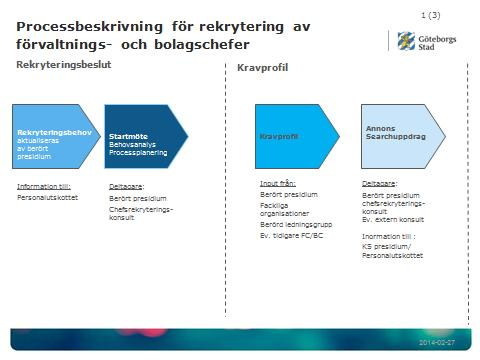 1 (3)
Processbeskrivning för rekrytering av
förvaltnings- och bolagschefer
Göteborgs
Stad
Rekryteringsbeslut
Kravprofil
Rekryteringsbehov
aktualiseras
av berört
presidium
Startmöte
Behovsanalys
Processplanering
Kravprofil
Annons
Searchuppdrag
Information till:
Personalutskottet
Deltagare:
Berört presidium
Chefsrekryterings-
konsult
Input från:
Berört presidium
Fackliga
organisationer
Berörd ledningsgrupp
Ev. tidigare FC/BC
Deltagare:
Berört presidium
chefsrekryterings-
konsult
Ev. extern konsult
Inormation till :
KS presidium/
Personalutskottet
2014-02-27